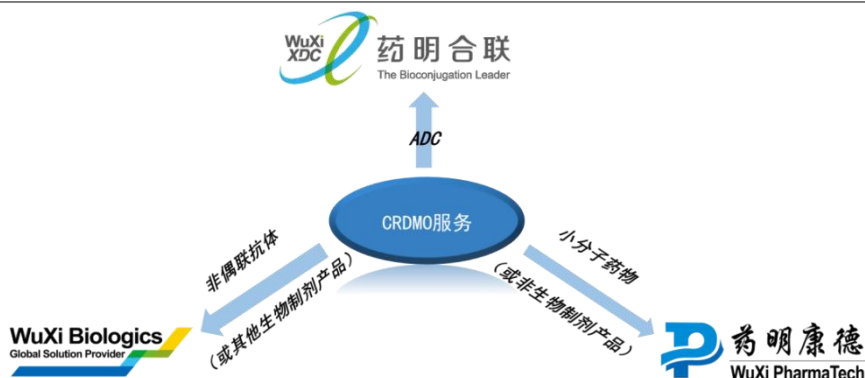 WuXi
XDC
药明合联
The Bioconjugation Leader
ADC
CRDMO服务
非偶联抗体
(或其他生物制剂产品)
小分子药物
(或非生物制剂产品)
WuXi Biologics
Global Solution Provider
药明康德
WuXi PharmaTech